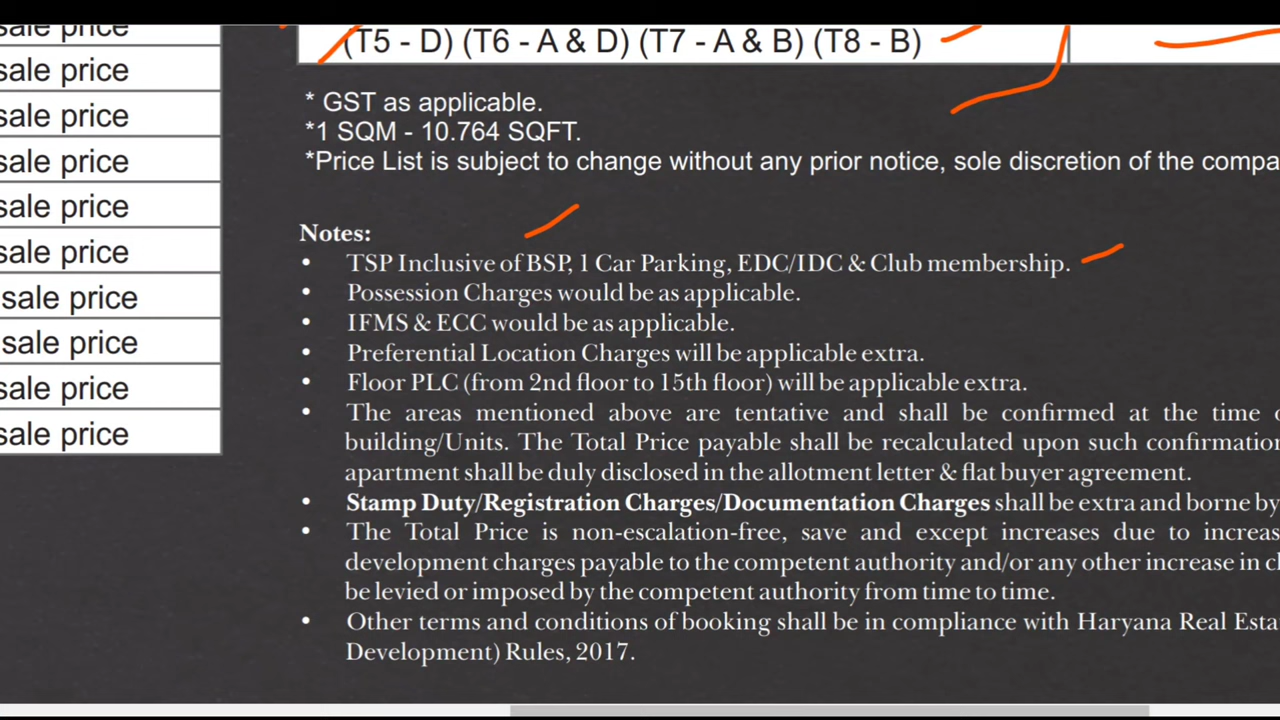 sale price
(T5 - D) (T6 - A & D) (T7 - A & B) (T8 - B)
sale price
sale price
sale price
sale price
sale price
sale price
sale price
sale price
sale price
* GST as applicable.
*1 SQM - 10.764 SQFT.
*Price List is subject to change without any prior notice, sole discretion of the compa
Notes:
• TSP Inclusive of BSP, 1 Car Parking, EDC/IDC & Club membership.
• Possession Charges would be as applicable.
• IFMS & ECC would be as applicable.
• Preferential Location Charges will be applicable extra.
• Floor PLC (from 2nd floor to 15th floor) will be applicable extra.
• The areas mentioned above are tentative and shall be confirmed at the time
building/Units. The Total Price payable shall be recalculated upon such confirmation
apartment shall be duly disclosed in the allotment letter & flat buyer agreement.
• Stamp Duty/Registration Charges/Documentation Charges shall be extra and borne by
• The Total Price is non-escalation-free, save and except increases due to increas
development charges payable to the competent authority and/or any other increase in
be levied or imposed by the competent authority from time to time.
• Other terms and conditions of booking shall be in compliance with Haryana Real Esta
Development) Rules, 2017.